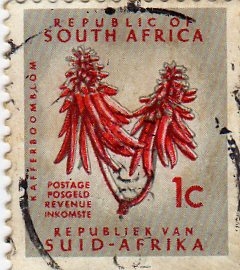 REPUBLIC OF
SOUTH AFRICA
KAFFERBOOMBLOM
POSTAGE
POSGELD
REVENUE
INKOMSTE
1c
REPUBLIEK VAN
SUID-AFRIKA